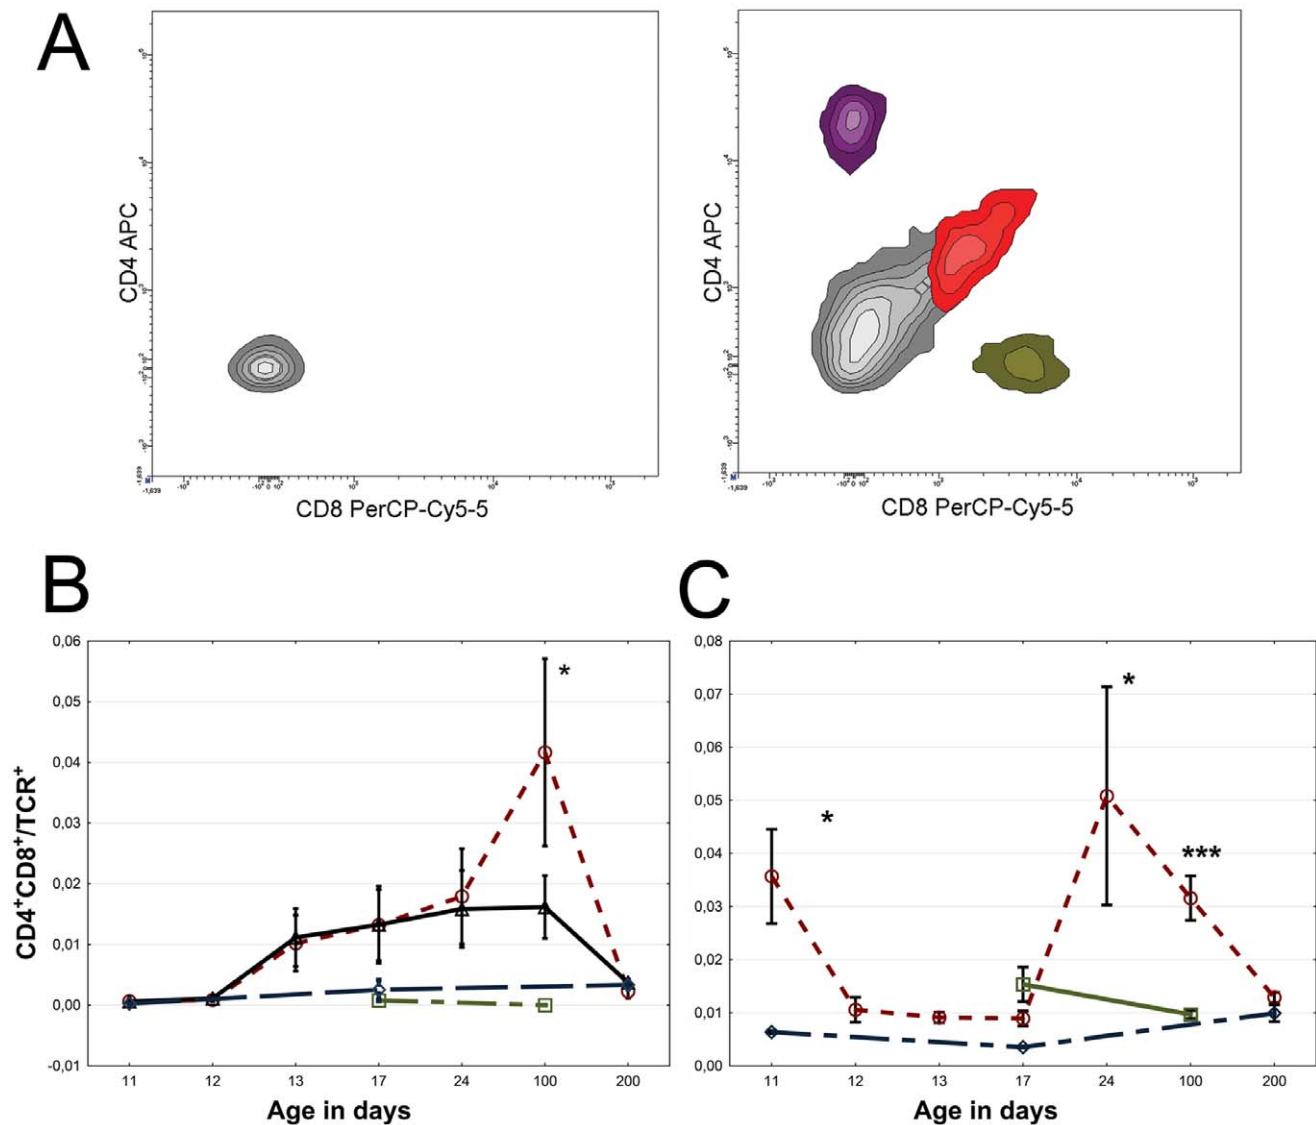 A
CD4 APC
CD8 PerCP-Cy5-5
CD4 APC
CD8 PerCP-Cy5-5
B
CD4⁺CD8⁺/TCR⁺
0,06
0,05
0,04
0,03
0,02
0,01
0,00
-0,01
*
11 12 13 17 24 100 200
Age in days
C
0,08
0,07
0,06
0,05
0,04
0,03
0,02
0,01
0,00
*
*
***
11 12 13 17 24 100 200
Age in days